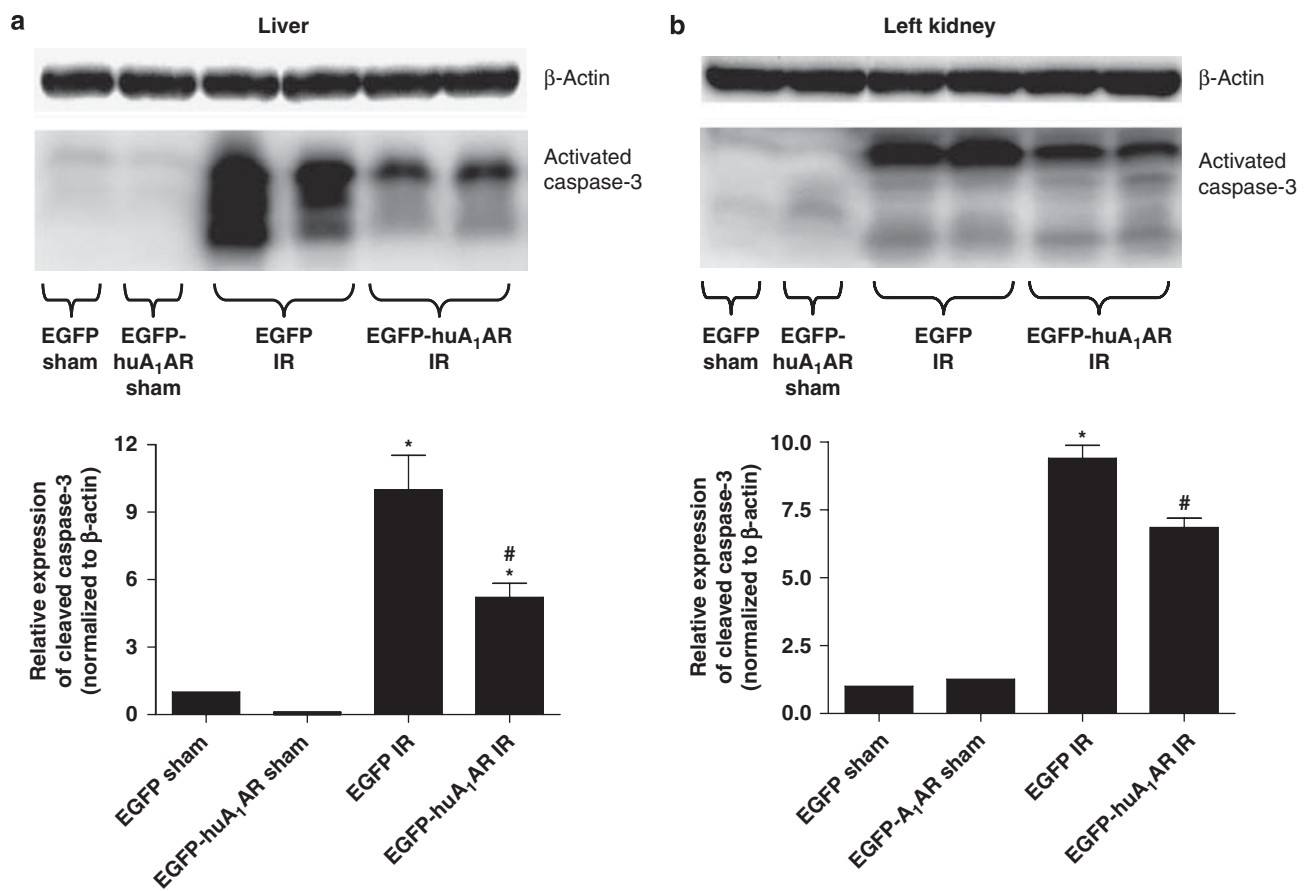 a
Liver
β-Actin
Activated
caspase-3
EGFP
sham
EGFP-
huA₁AR
sham
EGFP
IR
EGFP-huA₁AR
IR
Relative expression
of cleaved caspase-3
(normalized to β-actin)
12
9
6
3
0
*
#
*
EGFP sham
EGFP-huA₁AR sham
EGFP IR
EGFP-huA₁AR IR
b
Left kidney
β-Actin
Activated
caspase-3
EGFP
sham
EGFP-
huA₁AR
sham
EGFP
IR
EGFP-huA₁AR
IR
Relative expression
of cleaved caspase-3
(normalized to β-actin)
10.0
7.5
5.0
2.5
0.0
*
#
EGFP sham
EGFP-A₁AR sham
EGFP IR
EGFP-huA₁AR IR